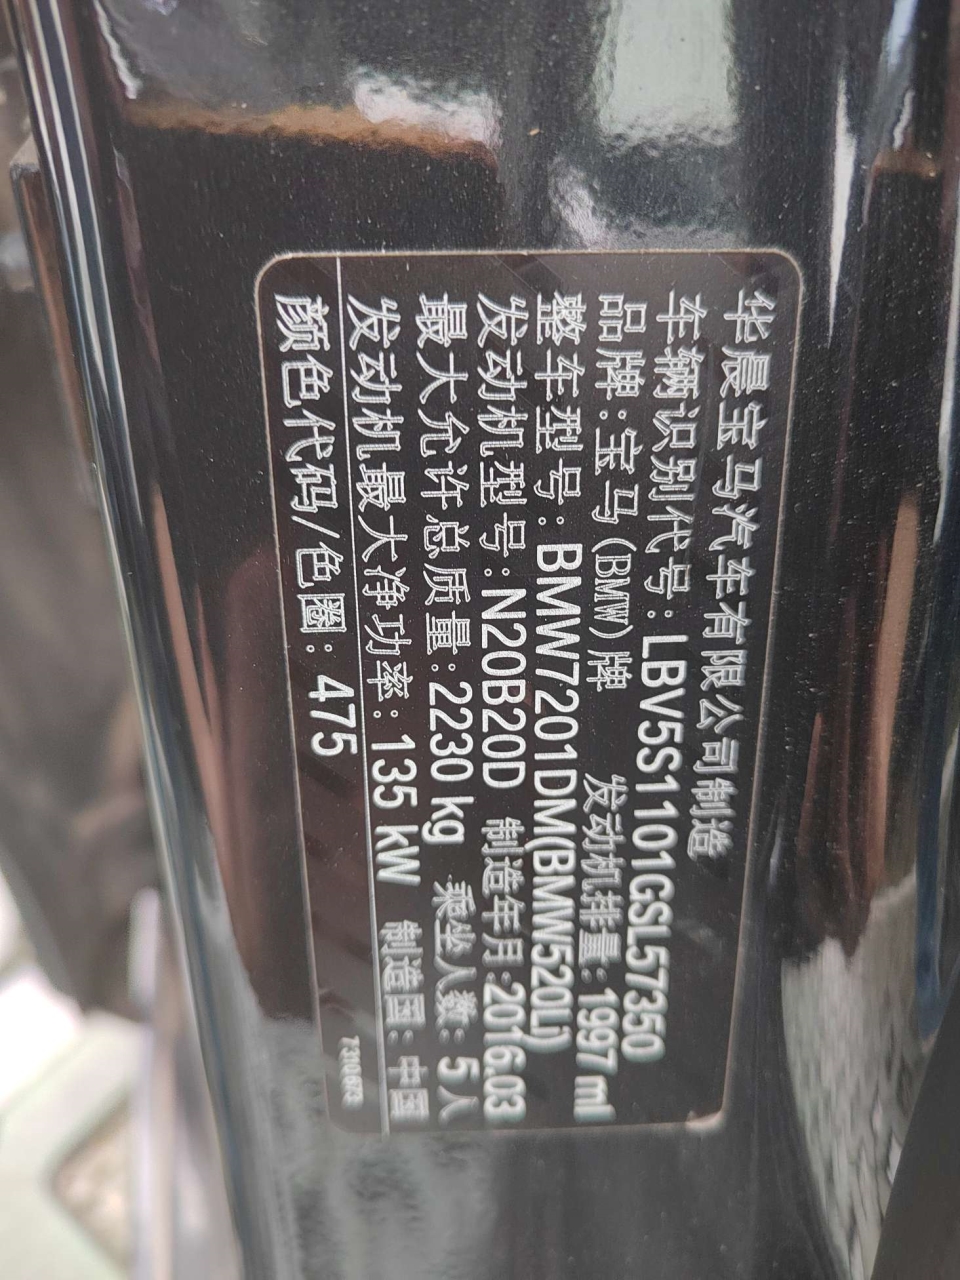 华晨宝马汽车有限公司制造
车辆识别代号:LBV5S1101GSL57350
品牌:宝马(BMW)牌 发动机排量:1997 ml
整车型号:BMW7201DM(BMW520Li)
发动机型号:N20B20D 制造年月:2016.03
最大允许总质量:2230 kg 乘坐人数: 5人
发动机最大净功率:135 kW 制造国: 中国
颜色代码/色圈: 475